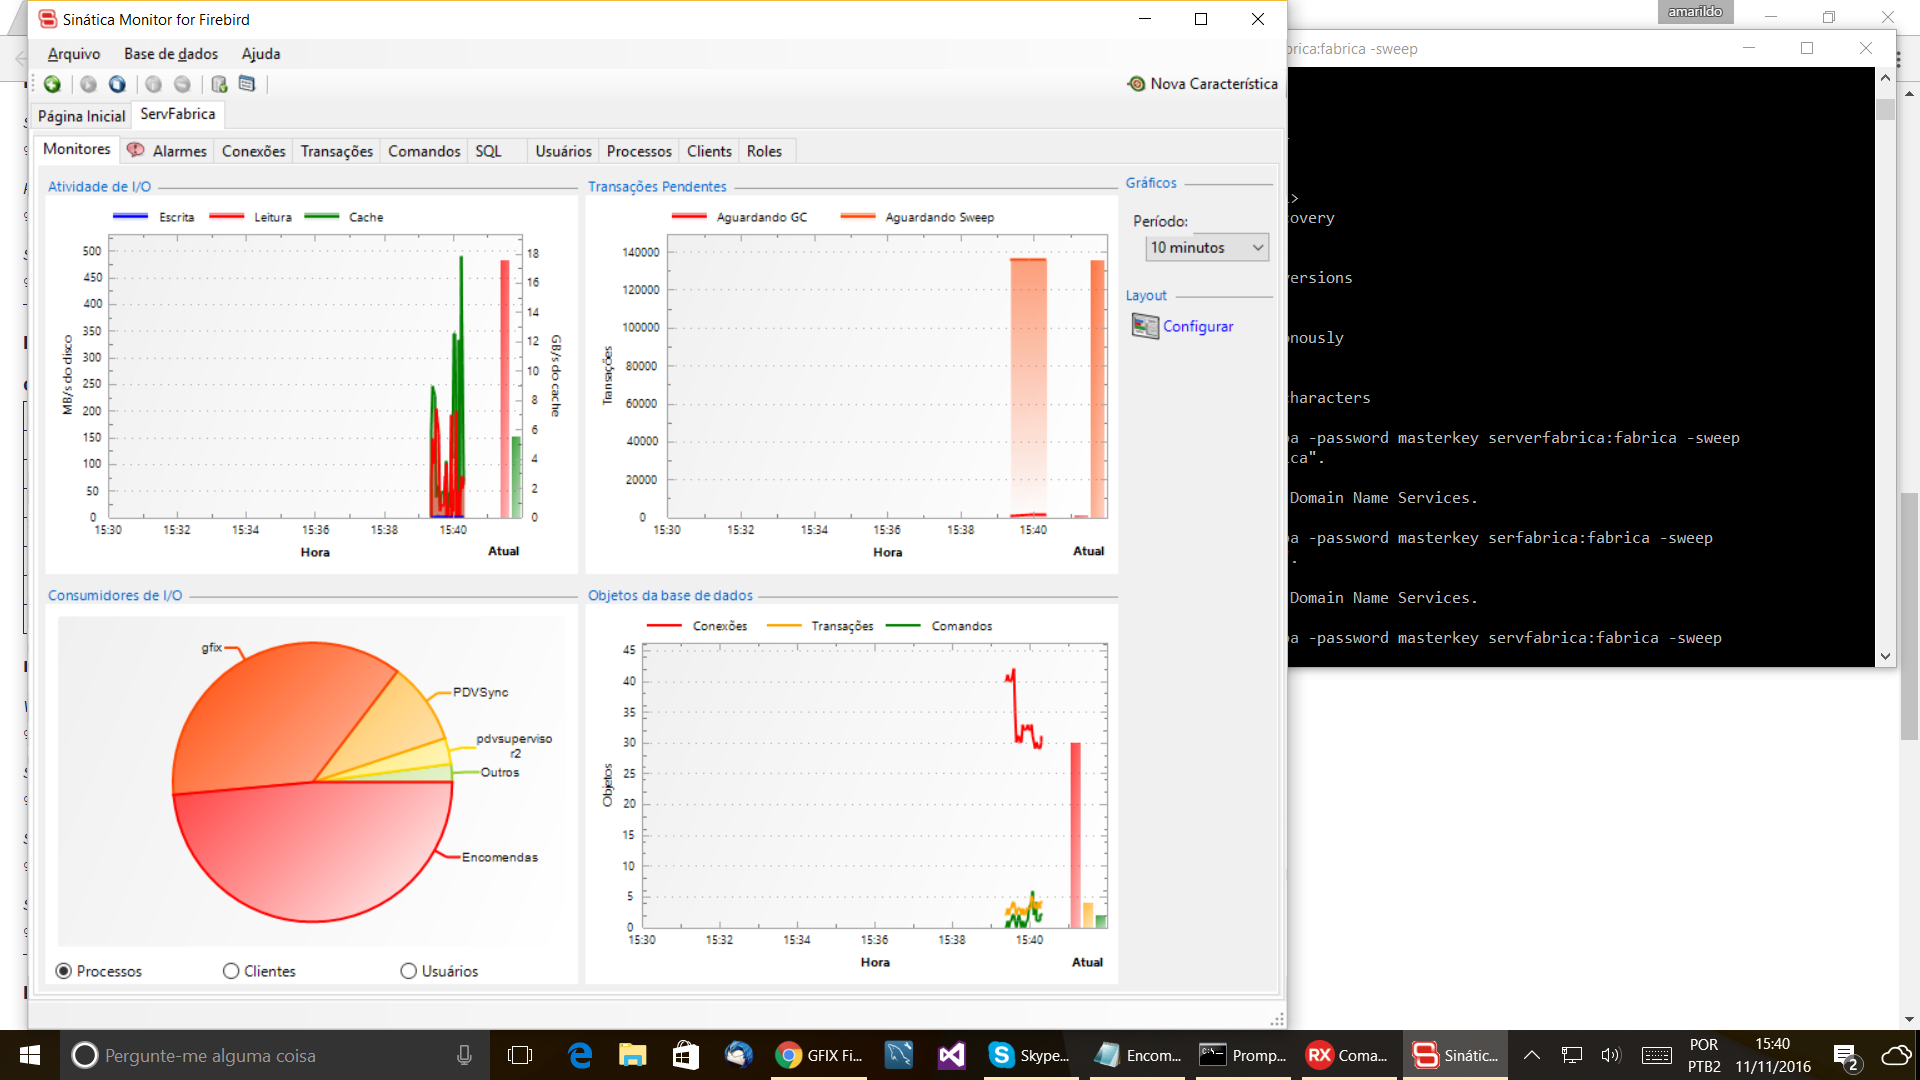 Sinática Monitor for Firebird
amarildo
Arquivo Base de dados Ajuda
Nova Característica
Página Inicial ServFabrica
Monitores Alarmes Conexões Transações Comandos SQL Usuários Processos Clients Roles
Atividade de I/O
Escrita Leitura Cache
500
450
400
350
300
250
200
150
100
50
0
MB/s do disco
18
16
14
12
10
8
6
4
2
0
GB/s do cache
15:30 15:32 15:34 15:36 15:38 15:40
Hora Atual
Transações Pendentes
Aguardando GC Aguardando Sweep
140000
120000
100000
80000
60000
40000
20000
0
Transações
15:30 15:32 15:34 15:36 15:38 15:40
Hora Atual
Gráficos
Período:
10 minutos
Layout
Configurar
Consumidores de I/O
gfix
PDVSync
pdvsuperviso
r2
Outros
Encomendas
Processos Clientes Usuários
Objetos da base de dados
Conexões Transações Comandos
45
40
35
30
25
20
15
10
5
0
Objetos
15:30 15:32 15:34 15:36 15:38 15:40
Hora Atual
rica:fabrica -sweep
>
overy
ersions
nously
haracters
a -password masterkey serverfabrica:fabrica -sweep
ca".
Domain Name Services.
a -password masterkey serfabrica:fabrica -sweep
.
Domain Name Services.
a -password masterkey servfabrica:fabrica -sweep
Pergunte-me alguma coisa
GFIX Fi...
Skype...
Encom...
Promp...
RX Coma...
Sinátic...
POR
PTB2
15:40
11/11/2016
2